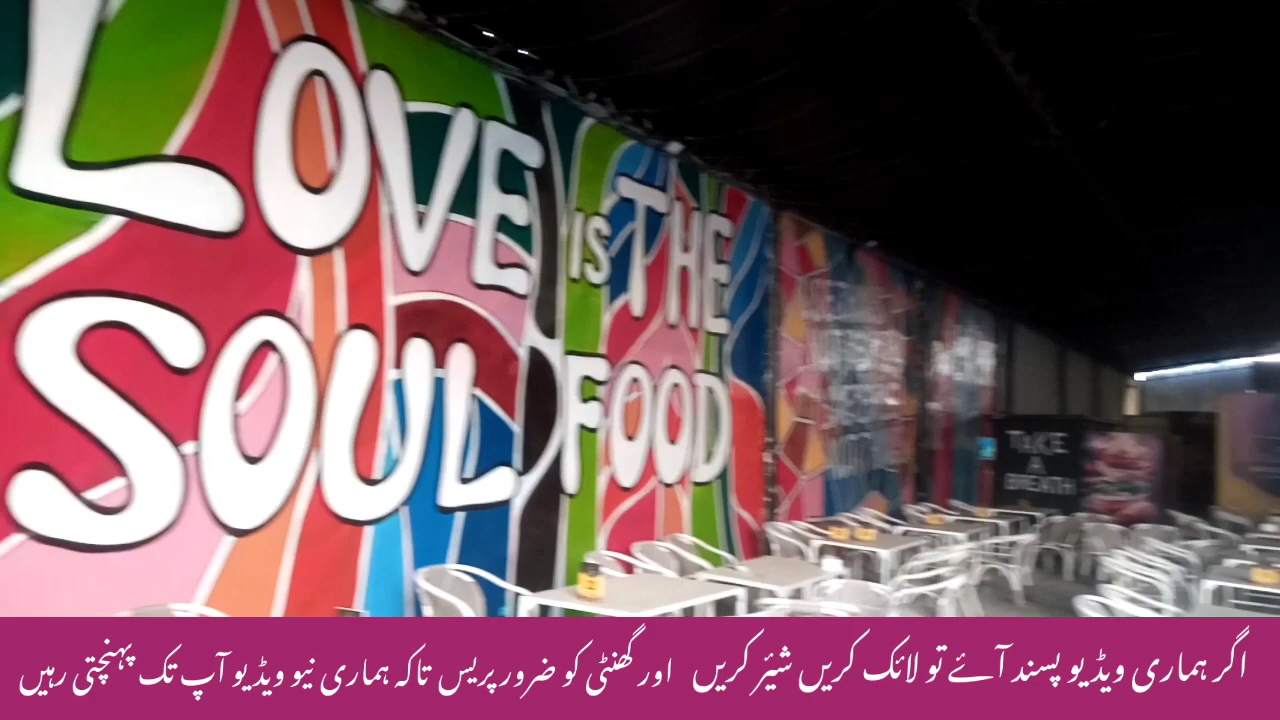 LOVE IS THE
SOUL FOOD
TAKE
A
BREATH
اگر ہماری ویڈیو پسند آئے تو لائک کریں شیئر کریں اور گھنٹی کو ضرور پریس تاکہ ہماری نیو ویڈیو آپ تک پہنچتی رہیں